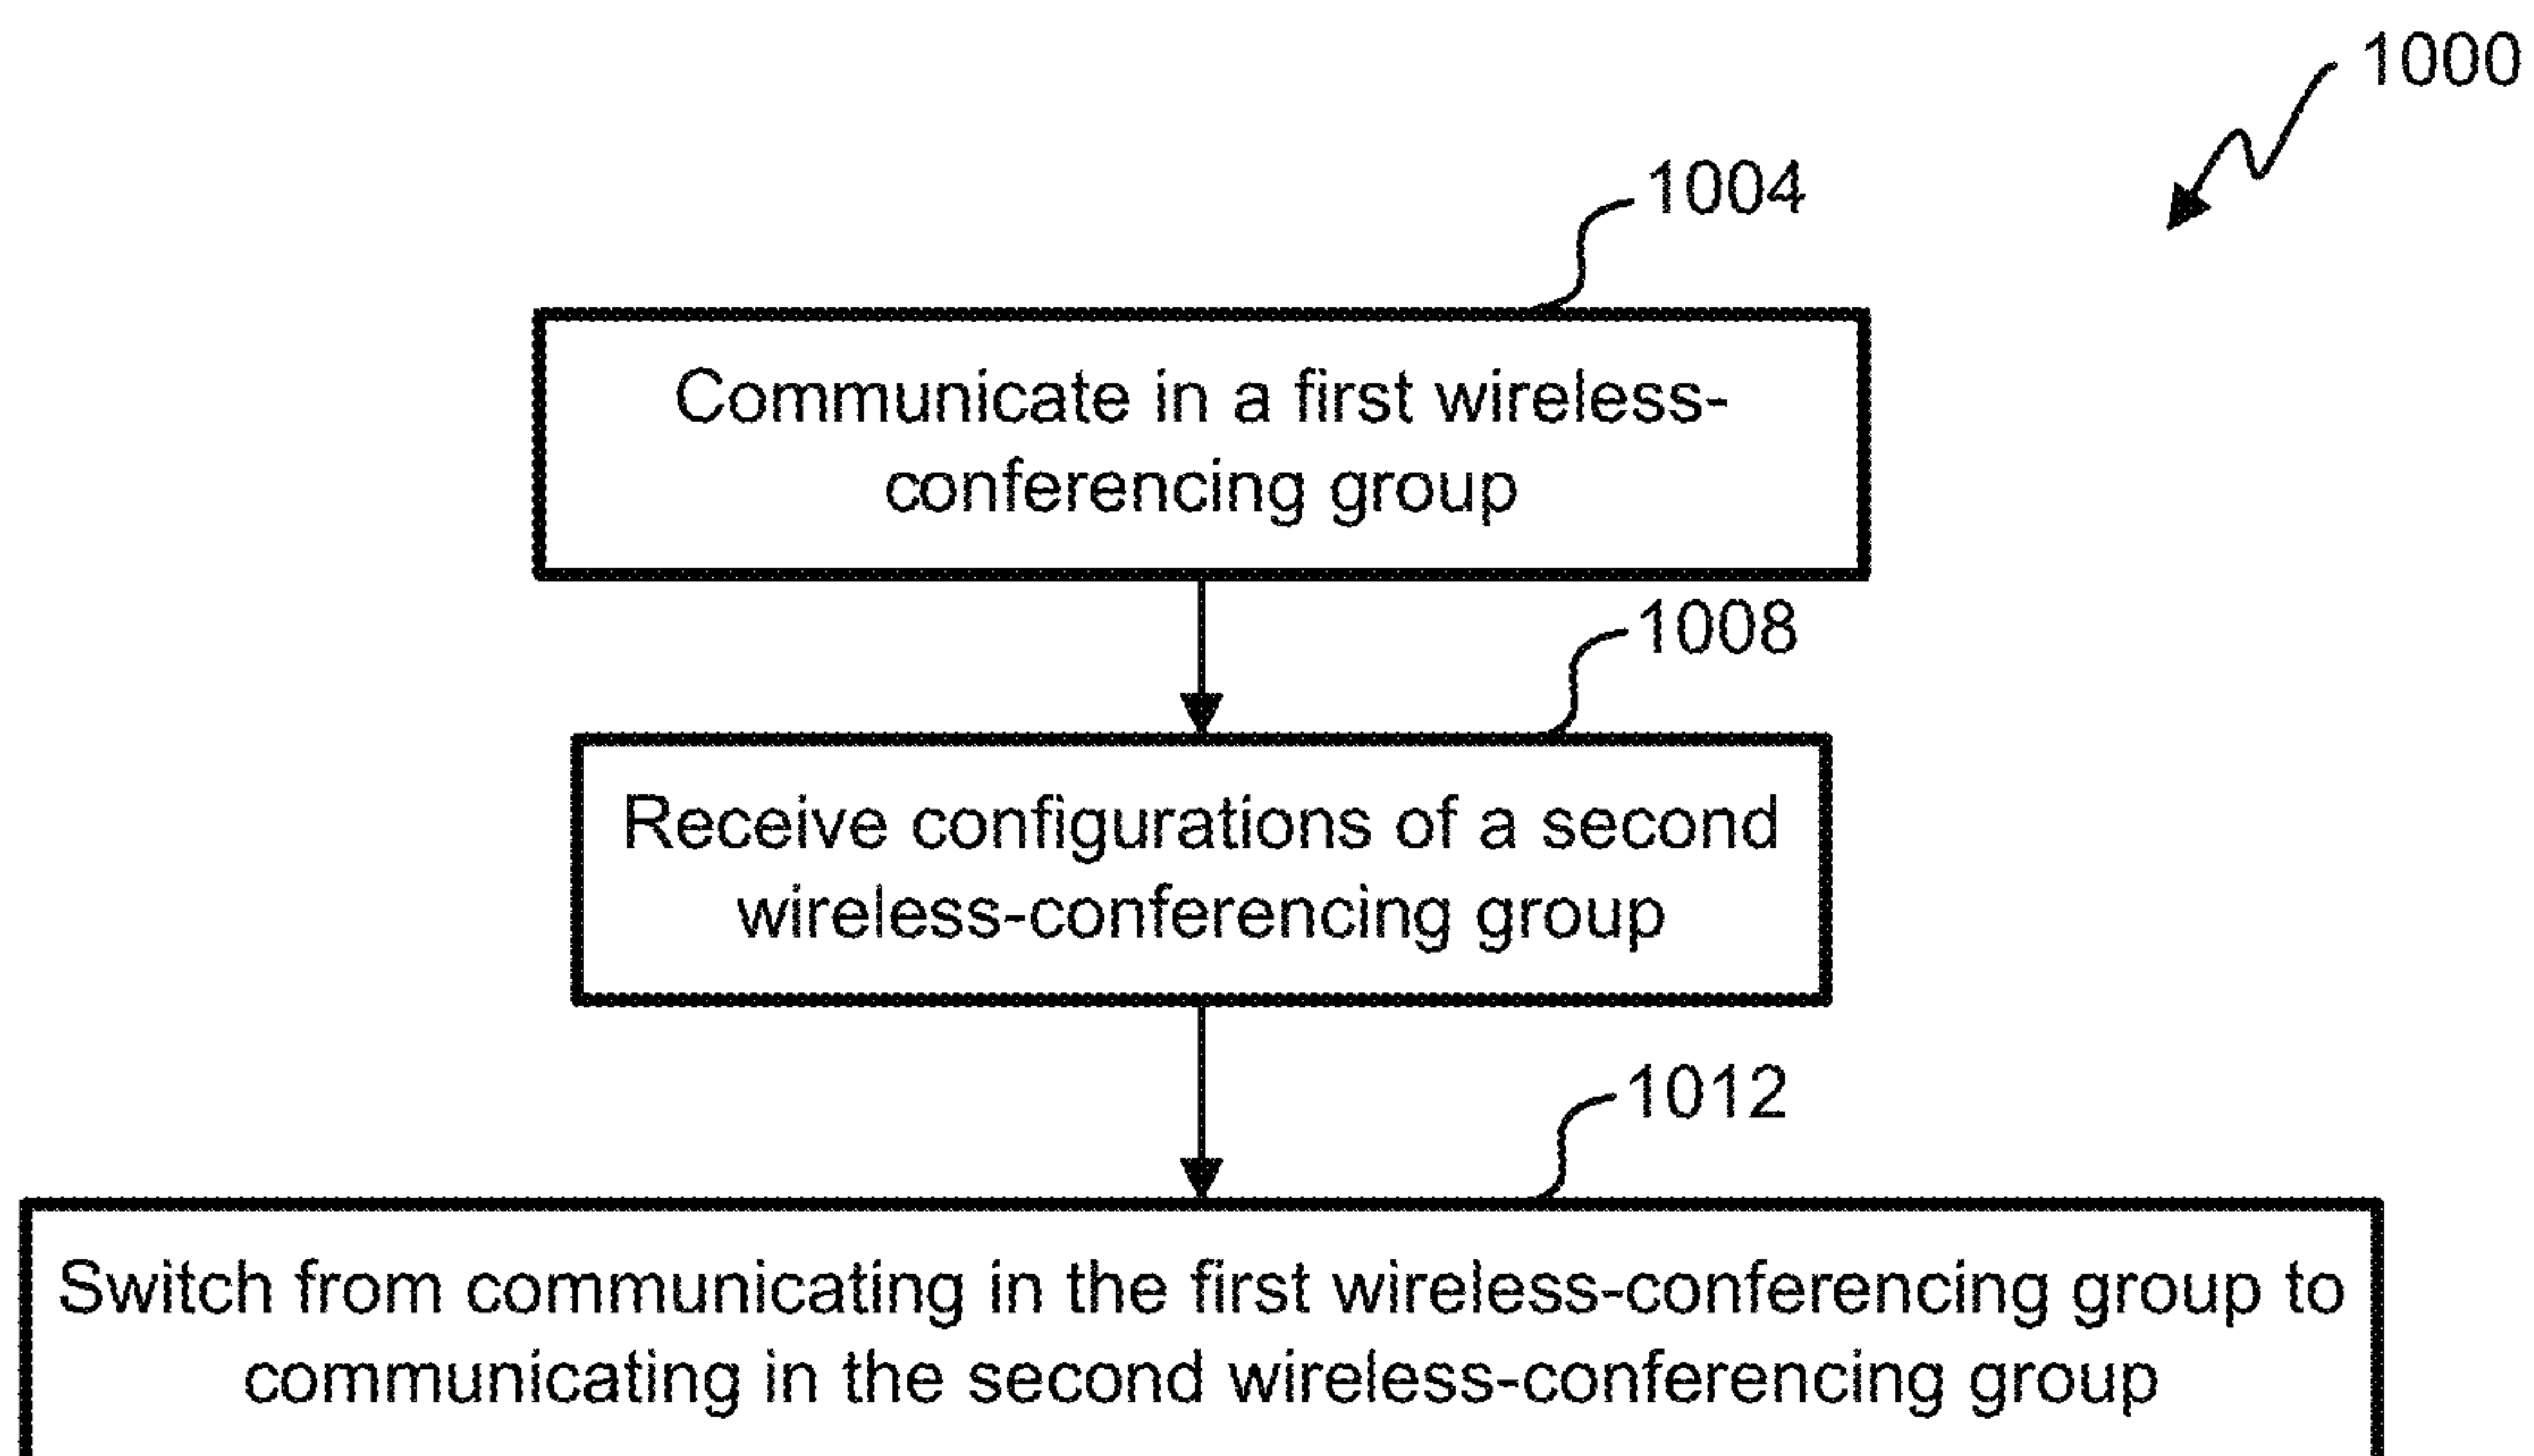 1000
1004
Communicate in a first wireless-
conferencing group
1008
Receive configurations of a second
wireless-conferencing group
1012
Switch from communicating in the first wireless-conferencing group to
communicating in the second wireless-conferencing group